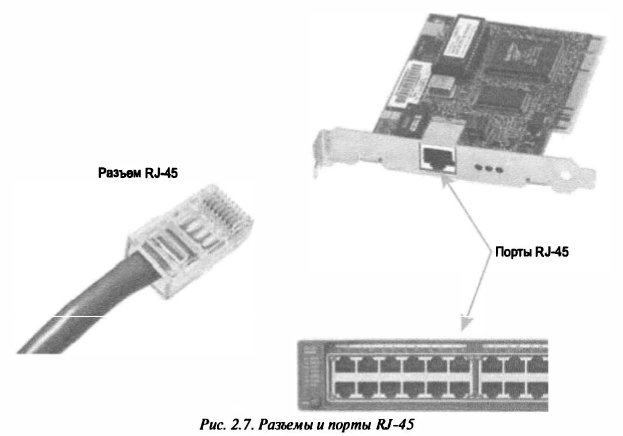 Разъем RJ-45
Порты RJ-45
Рис. 2.7. Разъемы и порты RJ-45